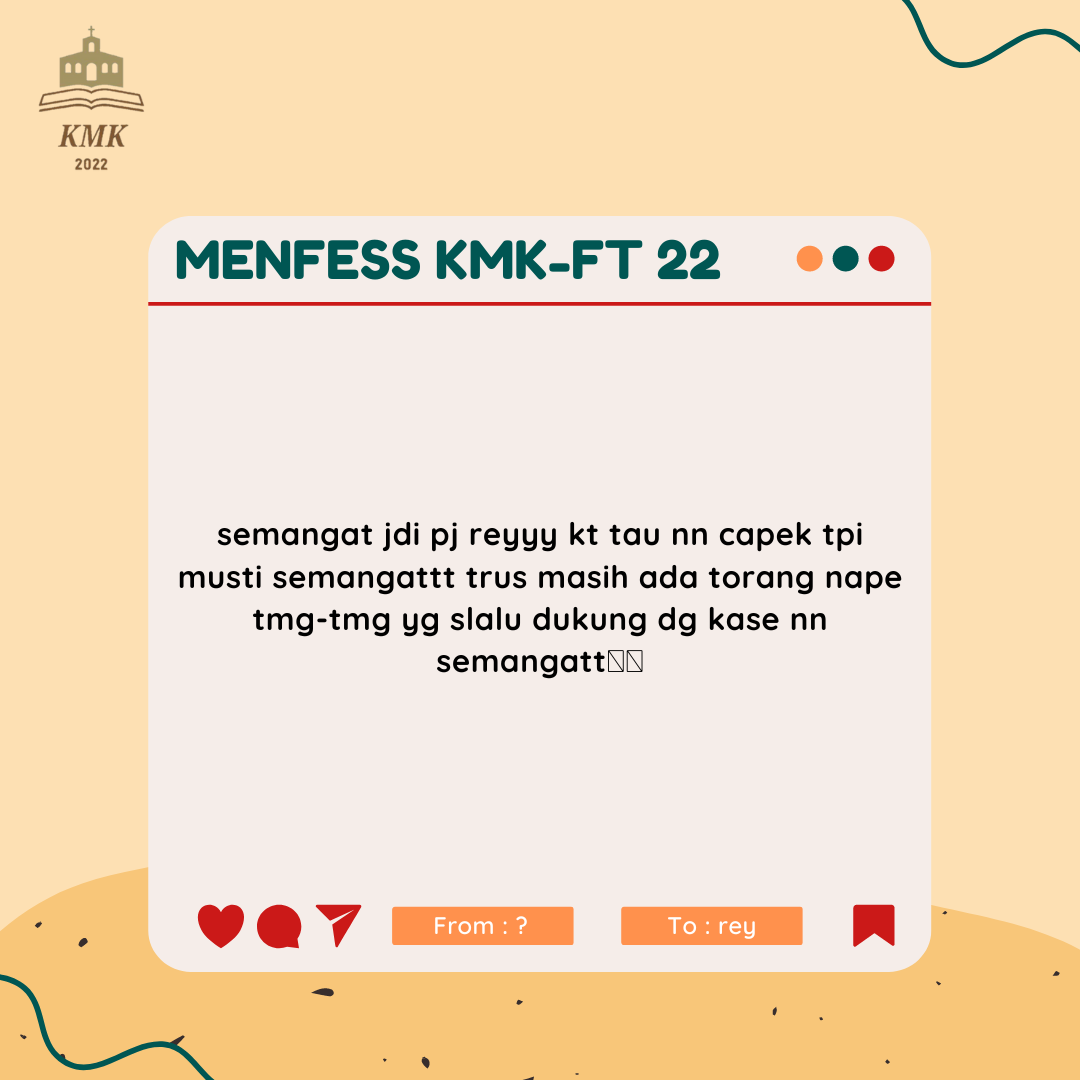 KMK
2022
MENFESS KMK-FT 22
semangat jdi pj reyyy kt tau nn capek tpi
musti semangattt trus masih ada torang nape
tmg-tmg yg slalu dukung dg kase nn
semangatt
From : ?
To : rey